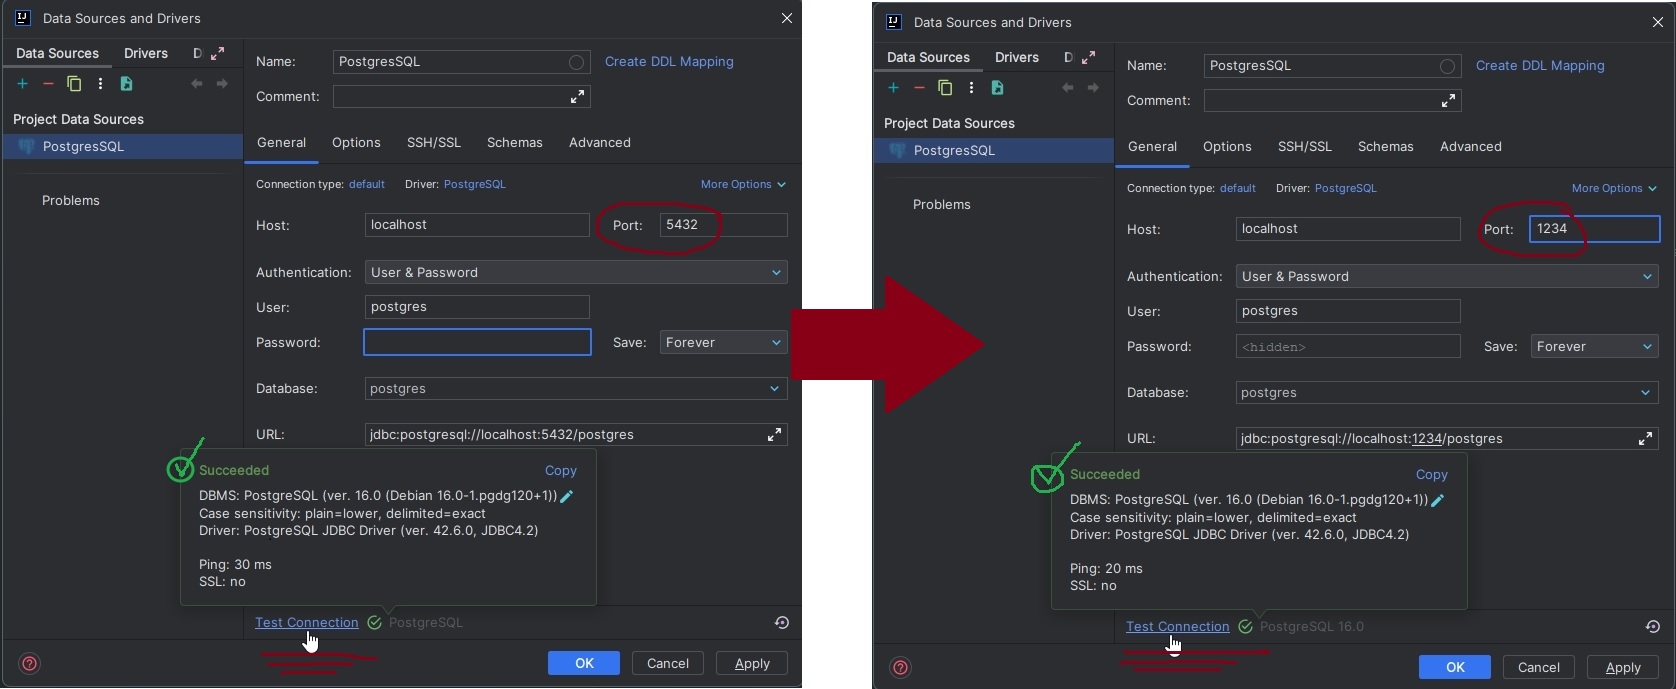 Data Sources and Drivers
Data Sources Drivers D
Name: PostgresSQL Create DDL Mapping
Comment:
Project Data Sources
PostgresSQL
Problems
General Options SSH/SSL Schemas Advanced
Connection type: default Driver: PostgreSQL More Options
Host: localhost Port: 5432
Authentication: User & Password
User: postgres
Password: Save: Forever
Database: postgres
URL: jdbc:postgresql://localhost:5432/postgres
Succeeded Copy
DBMS: PostgreSQL (ver. 16.0 (Debian 16.0-1.pgdg120+1))
Case sensitivity: plain=lower, delimited=exact
Driver: PostgreSQL JDBC Driver (ver. 42.6.0, JDBC4.2)
Ping: 30 ms
SSL: no
Test Connection PostgreSQL
? OK Cancel Apply
Data Sources and Drivers
Data Sources Drivers D
Name: PostgresSQL Create DDL Mapping
Comment:
Project Data Sources
PostgresSQL
Problems
General Options SSH/SSL Schemas Advanced
Connection type: default Driver: PostgreSQL More Options
Host: localhost Port: 1234
Authentication: User & Password
User: postgres
Password: <hidden> Save: Forever
Database: postgres
URL: jdbc:postgresql://localhost:1234/postgres
Succeeded Copy
DBMS: PostgreSQL (ver. 16.0 (Debian 16.0-1.pgdg120+1))
Case sensitivity: plain=lower, delimited=exact
Driver: PostgreSQL JDBC Driver (ver. 42.6.0, JDBC4.2)
Ping: 20 ms
SSL: no
Test Connection PostgreSQL 16.0
? OK Cancel Apply